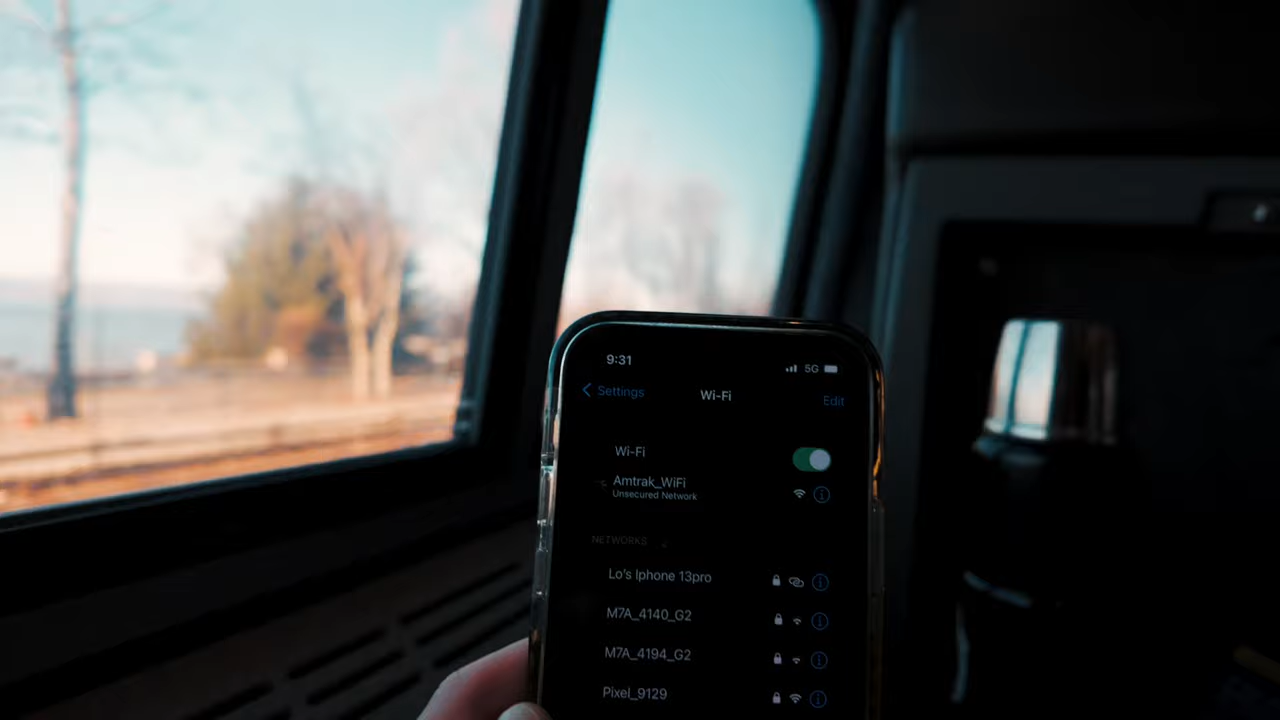 9:31
5G
Settings
Wi-Fi
Edit
Wi-Fi
Amtrak_WiFi
Unsecured Network
NETWORKS
Lo's Iphone 13pro
M7A_4140_G2
M7A_4194_G2
Pixel_9129